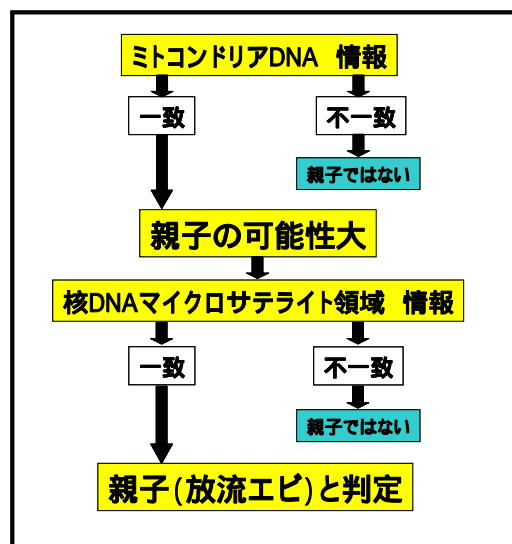 ミトコンドリアDNA 情報
一致
不一致
親子ではない
親子の可能性大
核DNAマイクロサテライト領域 情報
一致
不一致
親子ではない
親子(放流エビ)と判定